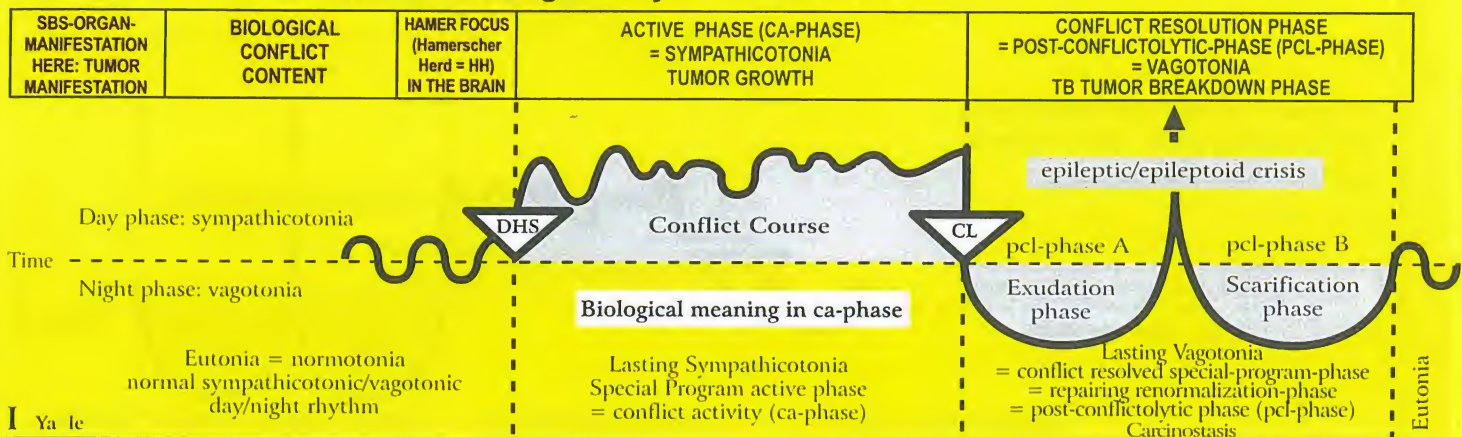 SBS-ORGAN-
MANIFESTATION
HERE: TUMOR
MANIFESTATION
BIOLOGICAL
CONFLICT
CONTENT
HAMER FOCUS
(Hamerscher
Herd = HH)
IN THE BRAIN
ACTIVE PHASE (CA-PHASE)
= SYMPATHICOTONIA
TUMOR GROWTH
CONFLICT RESOLUTION PHASE
= POST-CONFLICTOLYTIC-PHASE (PCL-PHASE)
= VAGOTONIA
TB TUMOR BREAKDOWN PHASE
epileptic/epileptoid crisis
Day phase: sympathicotonia
DHS
Conflict Course
CL
pcl-phase A
pcl-phase B
Time
Night phase: vagotonia
Exudation
phase
Scarification
phase
Biological meaning in ca-phase
Eutonia = normotonia
normal sympathicotonic/vagotonic
day/night rhythm
Lasting Sympathicotonia
Special Program active phase
= conflict activity (ca-phase)
Lasting Vagotonia
= conflict resolved special-program-phase
= repairing renormalization-phase
= post-conflictolytic phase (pcl-phase)
Carcinostasis
Eutonia